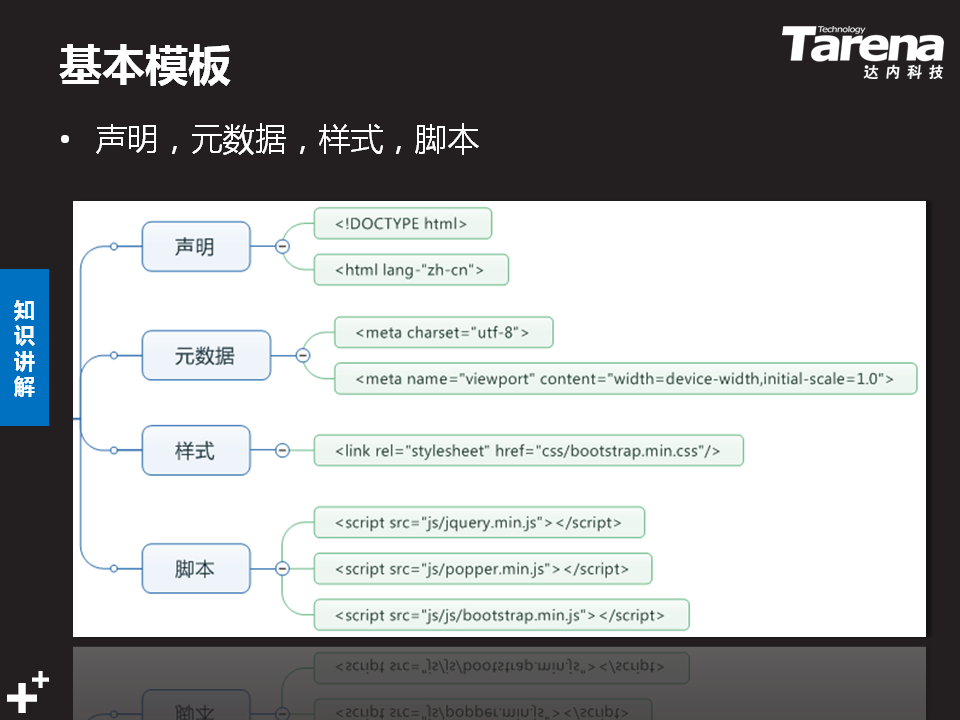 基本模板
Technology
Tarena
达内科技
• 声明，元数据，样式，脚本
知识讲解
声明
<!DOCTYPE html>
<html lang-"zh-cn">
元数据
<meta charset="utf-8">
<meta name="viewport" content="width=device-width,initial-scale=1.0">
样式
<link rel="stylesheet" href="css/bootstrap.min.css"/>
脚本
<script src="js/jquery.min.js"></script>
<script src="js/popper.min.js"></script>
<script src="js/js/bootstrap.min.js"></script>